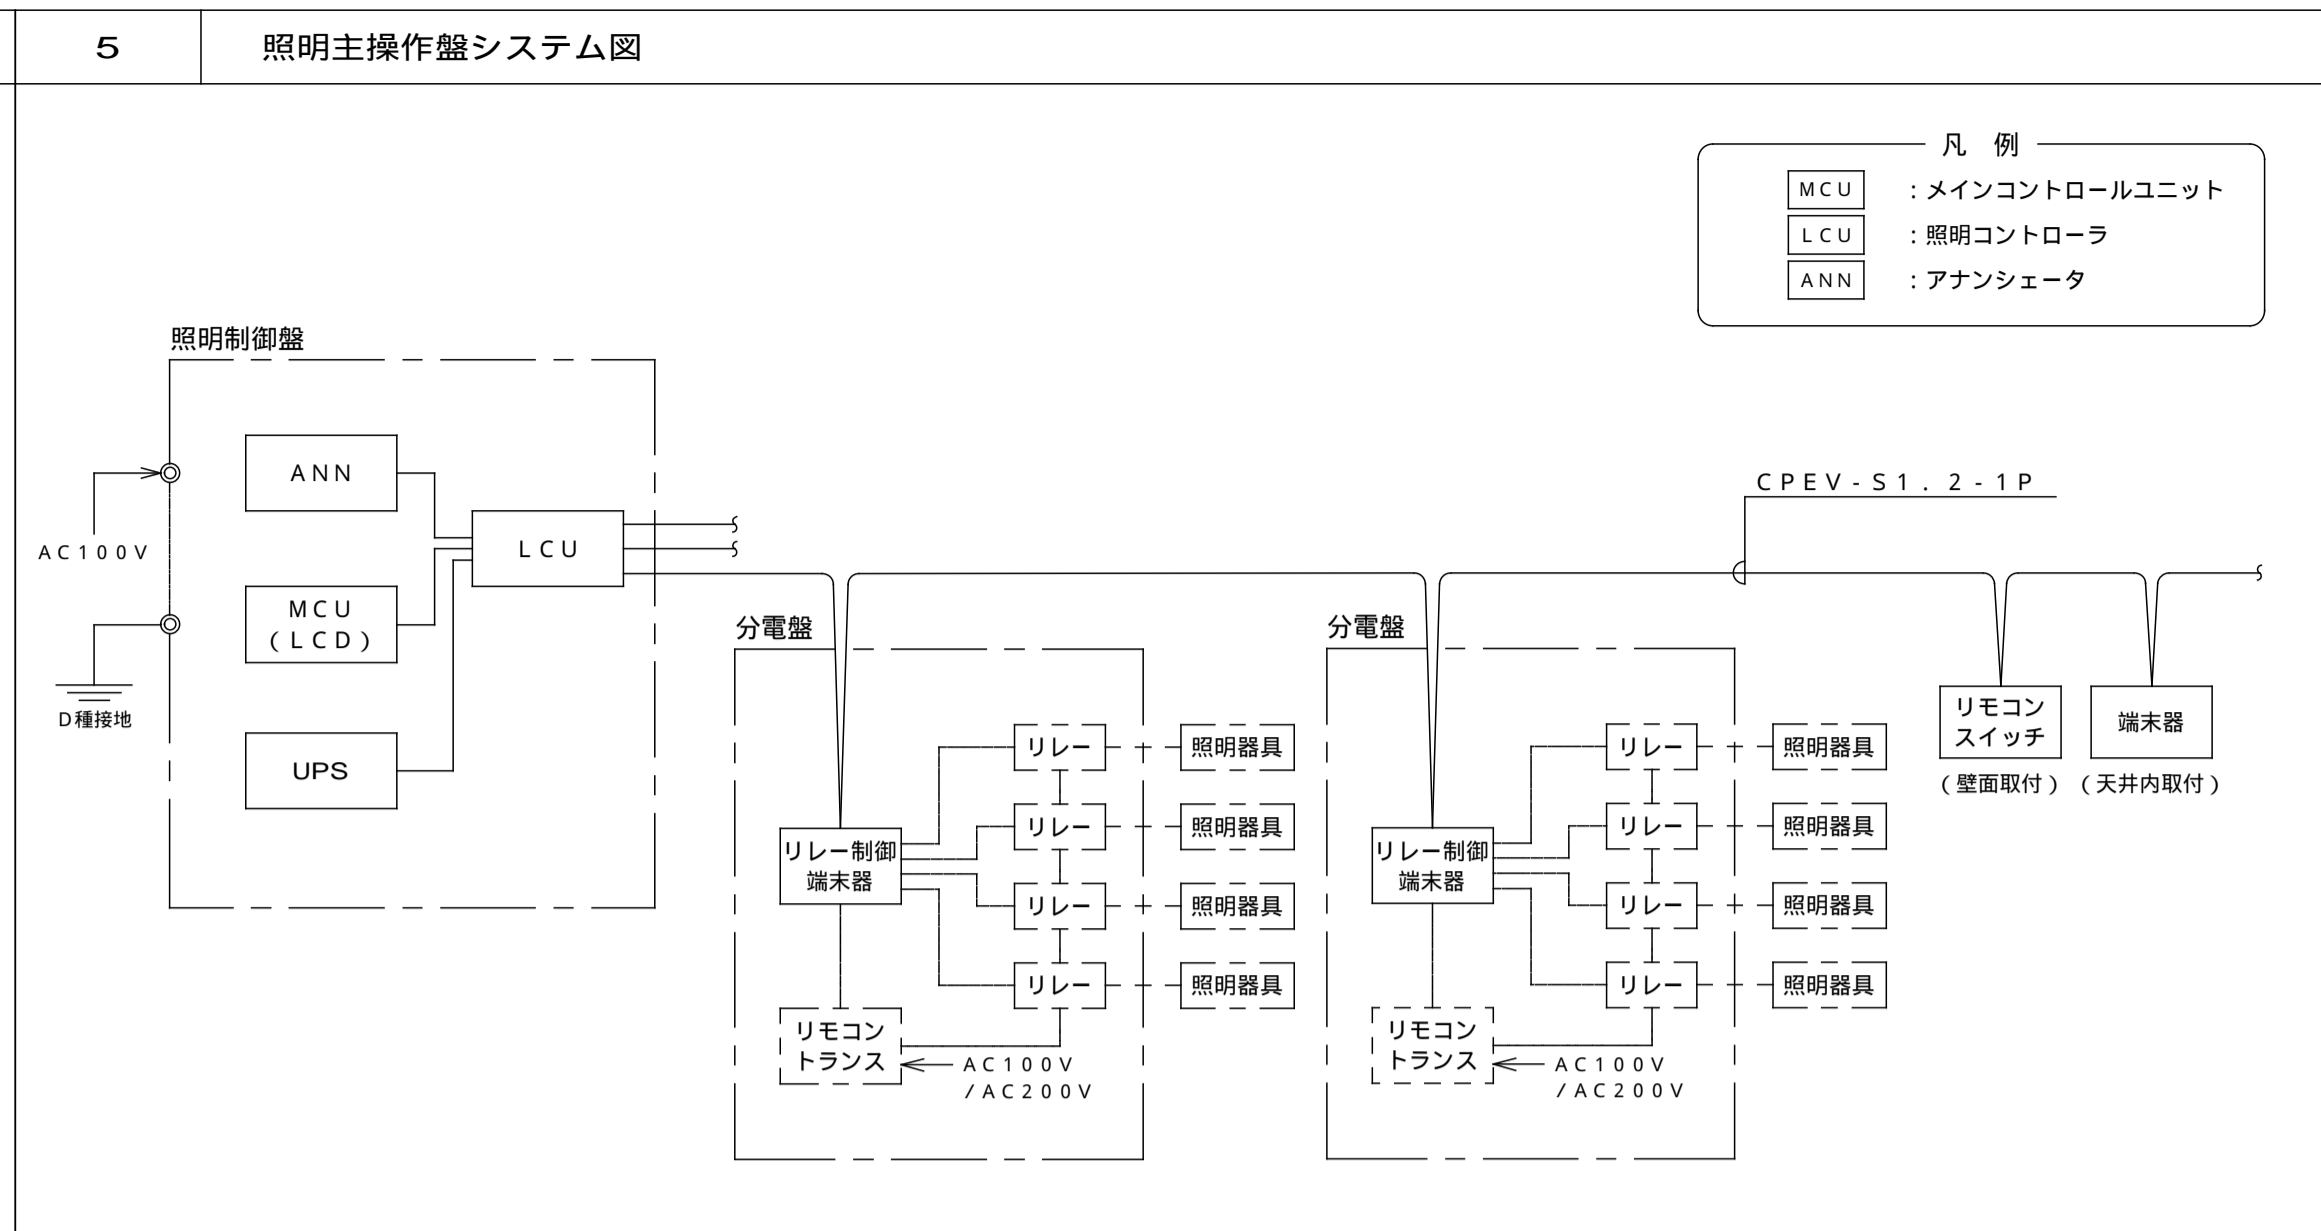 5 照明主操作盤システム図
凡 例
MCU :メインコントロールユニット
LCU :照明コントローラ
ANN :アナンシェータ
照明制御盤
ANN
AC100V
LCU
MCU
(LCD)
D種接地
UPS
CPEV-S1.2-1P
分電盤
リレー 照明器具
リレー 照明器具
リレー制御
端末器
リレー 照明器具
リレー 照明器具
リモコン
トランス
AC100V
/AC200V
分電盤
リレー 照明器具
リレー 照明器具
リレー制御
端末器
リレー 照明器具
リレー 照明器具
リモコン
トランス
AC100V
/AC200V
リモコン
スイッチ
(壁面取付)
端末器
(天井内取付)